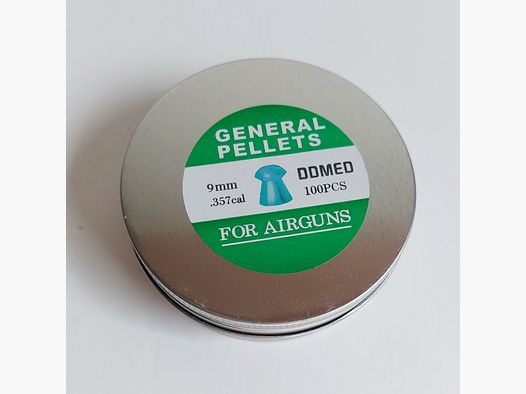 GENERAL
PELLETS
9mm
.357cal
DDMED
100PCS
FOR AIRGUNS